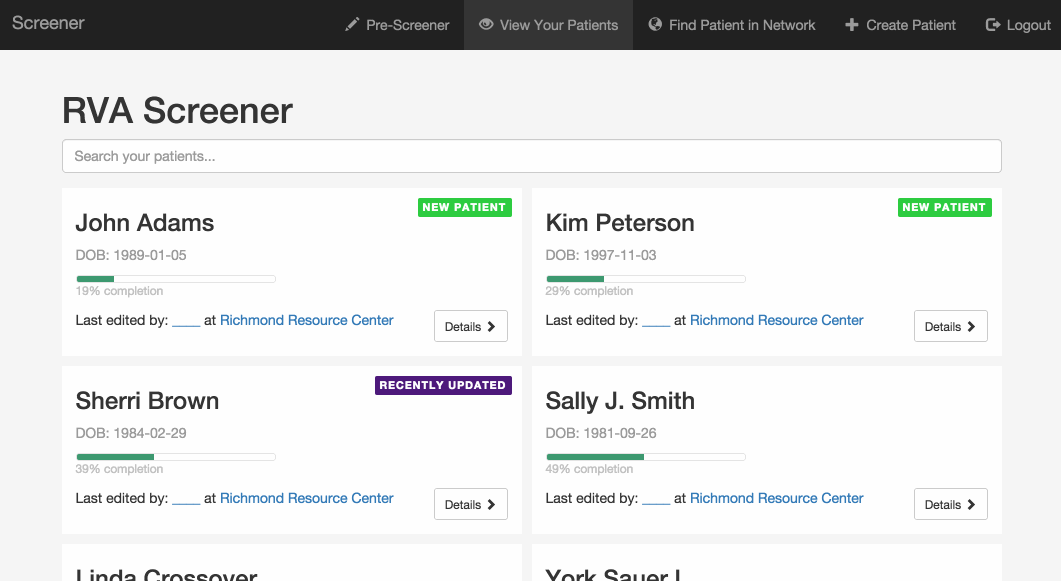 Screener
Pre-Screener
View Your Patients
Find Patient in Network
Create Patient
Logout
RVA Screener
Search your patients...
NEW PATIENT
John Adams
DOB: 1989-01-05
19% completion
Last edited by: ____ at Richmond Resource Center
Details
NEW PATIENT
Kim Peterson
DOB: 1997-11-03
29% completion
Last edited by: ____ at Richmond Resource Center
Details
RECENTLY UPDATED
Sherri Brown
DOB: 1984-02-29
39% completion
Last edited by: ____ at Richmond Resource Center
Details
Sally J. Smith
DOB: 1981-09-26
49% completion
Last edited by: ____ at Richmond Resource Center
Details
Linda Crossover
York Sauer